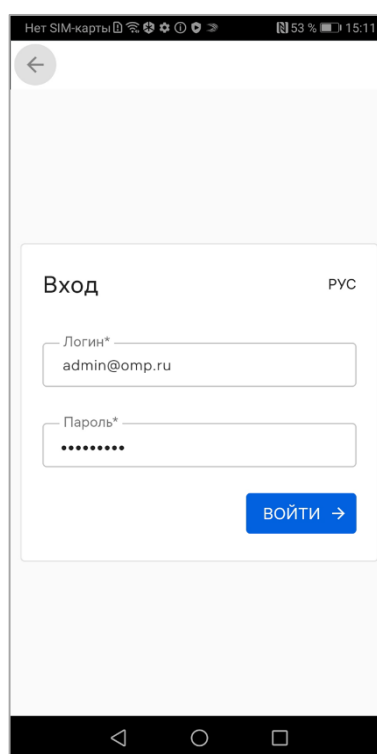 Нет SIM-карты 53 % 15:11
Вход
РУС
Логин*
admin@omp.ru
Пароль*
•••••••••
ВОЙТИ →